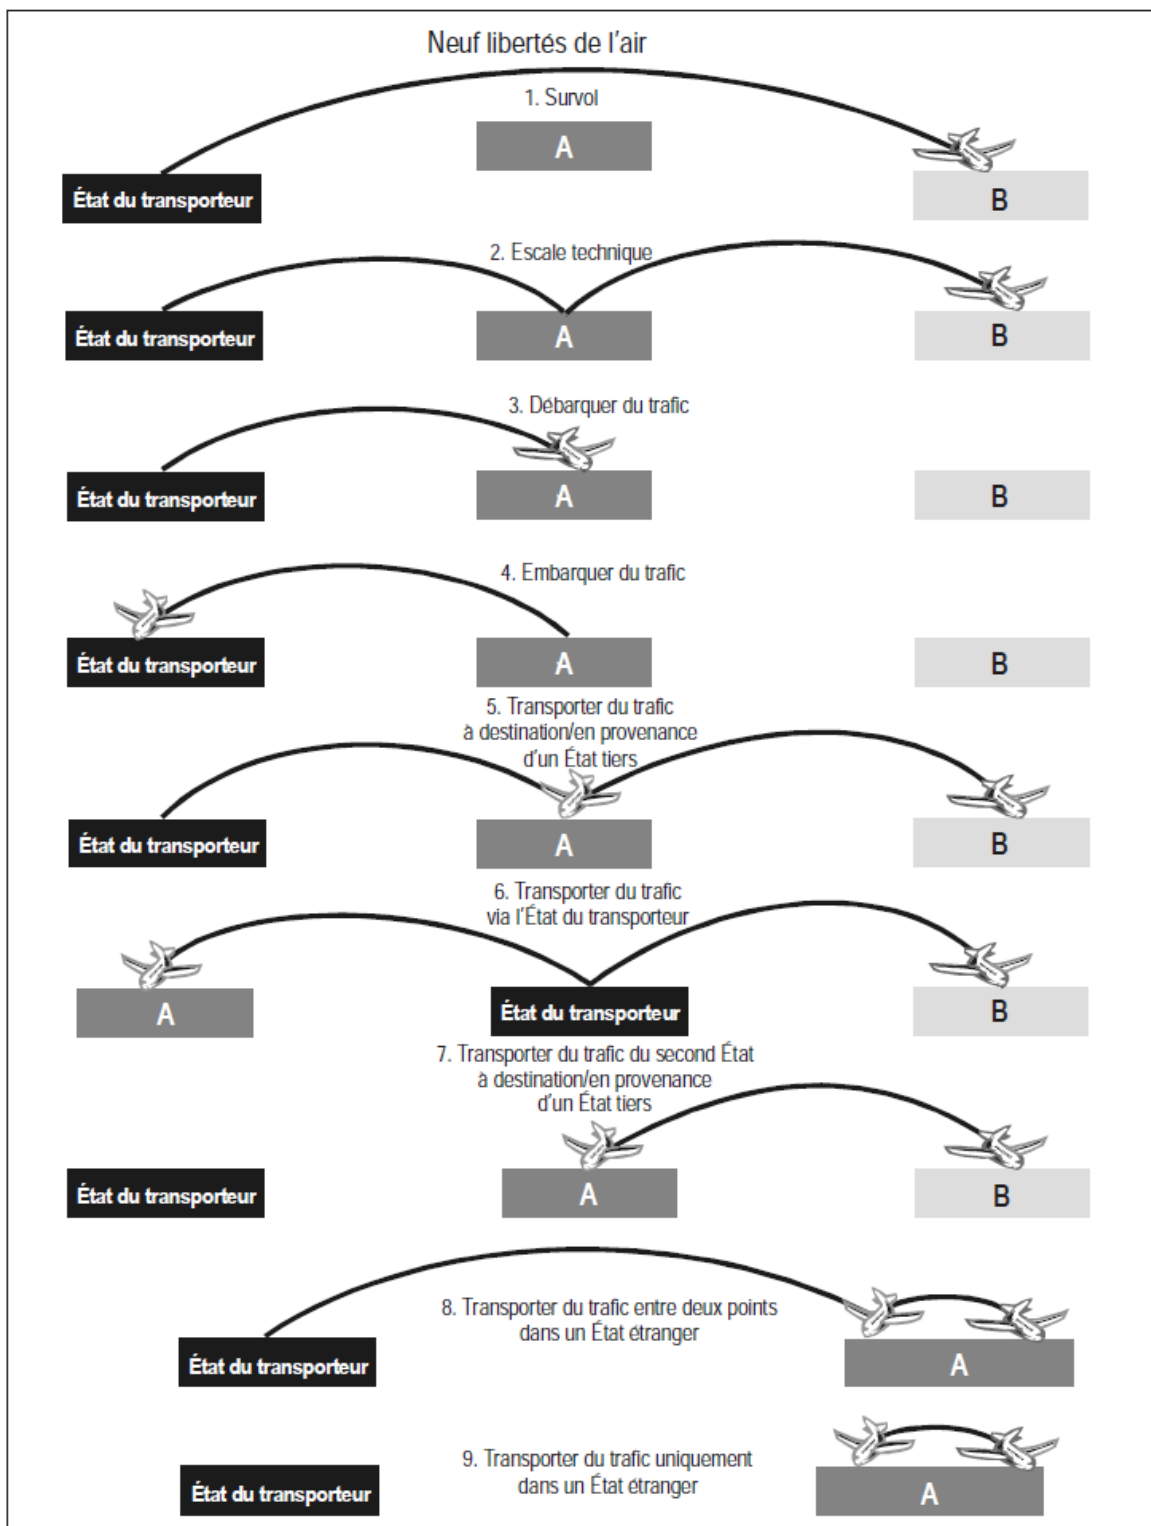 Neuf libertés de l'air
1. Survol
A
État du transporteur
B
2. Escale technique
État du transporteur
A
B
3. Débarquer du trafic
État du transporteur
A
B
4. Embarquer du trafic
État du transporteur
A
B
5. Transporter du trafic
à destination/en provenance
d'un État tiers
État du transporteur
A
B
6. Transporter du trafic
via l'État du transporteur
A
État du transporteur
B
7. Transporter du trafic du second État
à destination/en provenance
d'un État tiers
État du transporteur
A
B
8. Transporter du trafic entre deux points
dans un État étranger
État du transporteur
A
9. Transporter du trafic uniquement
dans un État étranger
État du transporteur
A